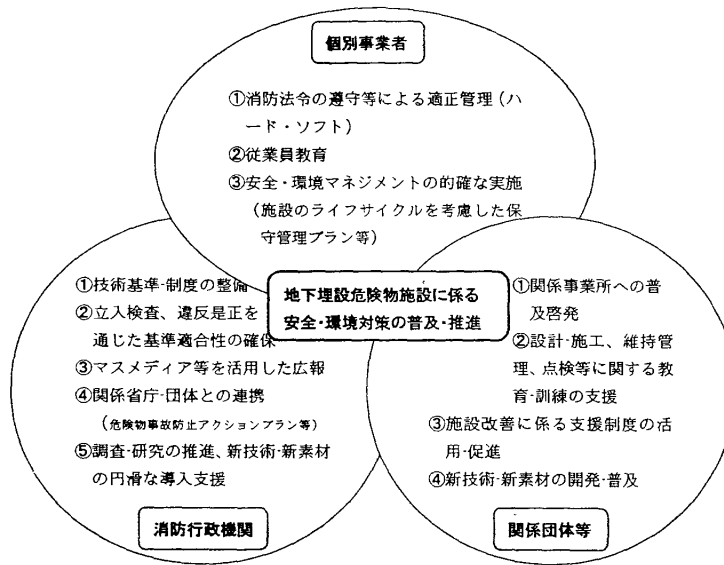 個別事業者
①消防法令の遵守等による適正管理(ハ
ード・ソフト)
②従業員教育
③安全・環境マネジメントの的確な実施
(施設のライフサイクルを考慮した保
守管理プラン等)
地下埋設危険物施設に係る
安全・環境対策の普及・推進
①技術基準・制度の整備
②立入検査、違反是正を
通じた基準適合性の確保
③マスメディア等を活用した広報
④関係省庁・団体との連携
(危険物事故防止アクションプラン等)
⑤調査・研究の推進、新技術・新素材
の円滑な導入支援
消防行政機関
①関係事業所への普
及啓発
②設計・施工、維持管
理、点検等に関する教
育・訓練の支援
③施設改善に係る支援制度の活
用・促進
④新技術・新素材の開発・普及
関係団体等